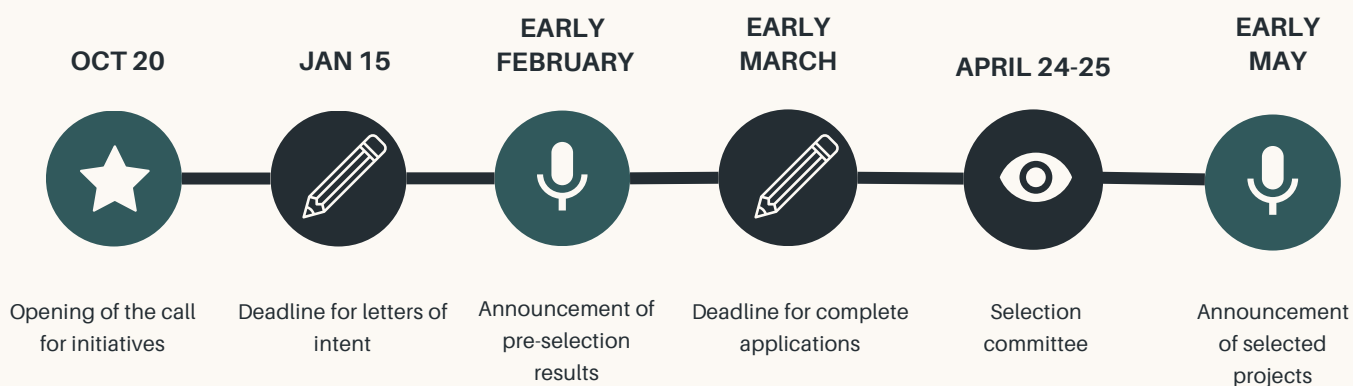 OCT 20
JAN 15
EARLY
FEBRUARY
EARLY
MARCH
APRIL 24-25
EARLY
MAY
Opening of the call
for initiatives
Deadline for letters of
intent
Announcement of
pre-selection
results
Deadline for complete
applications
Selection
committee
Announcement
of selected
projects